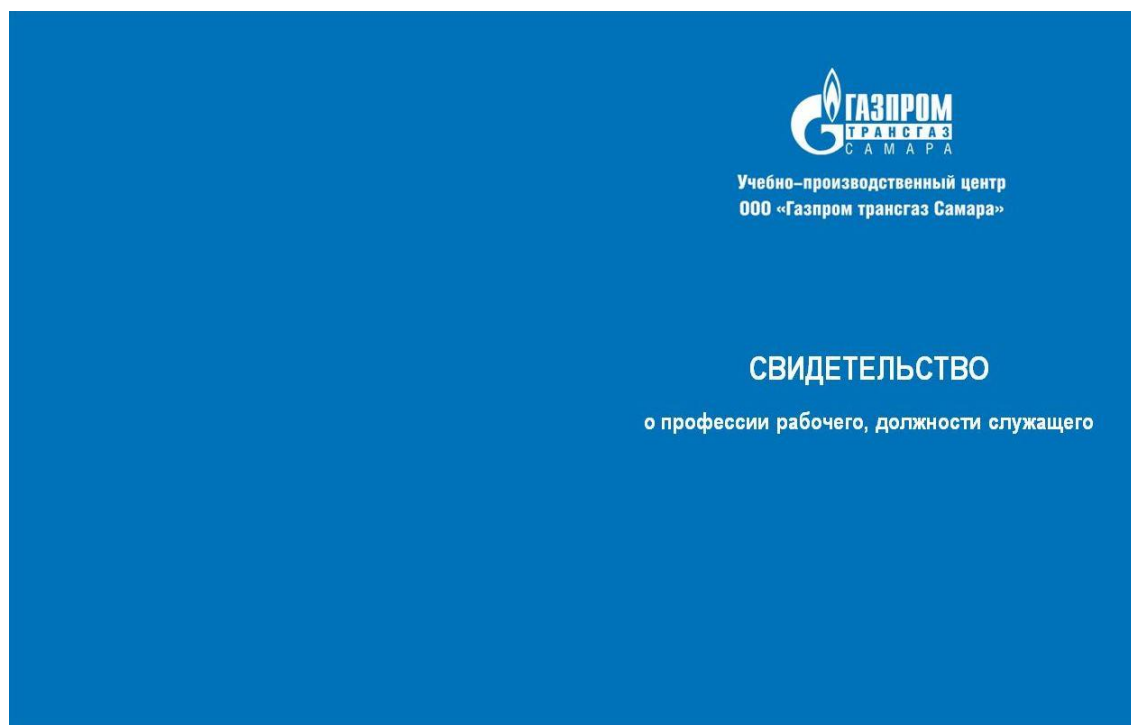 ГАЗПРОМ
ТРАНСГАЗ
САМАРА
Учебно–производственный центр
ООО «Газпром трансгаз Самара»
СВИДЕТЕЛЬСТВО
о профессии рабочего, должности служащего